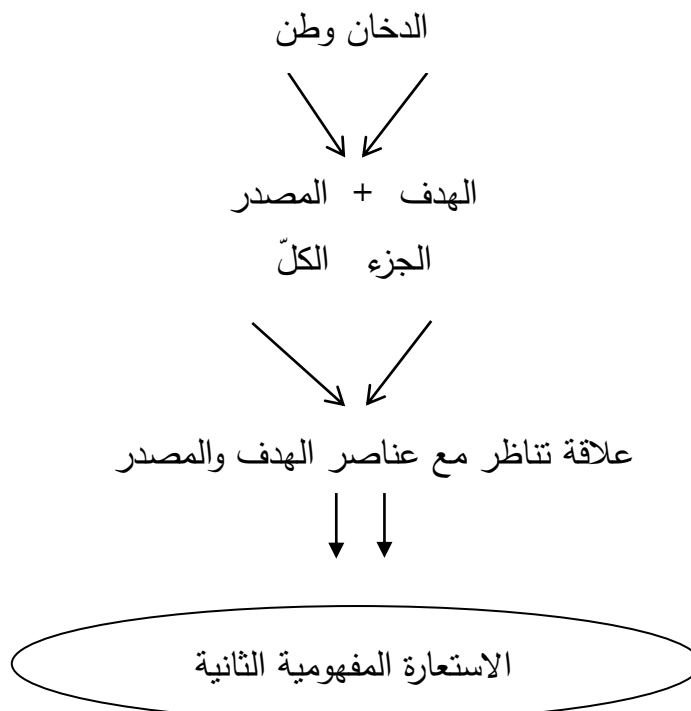 الدخان وطن
الهدف + المصدر
الجزء الكلّ
علاقة تناظر مع عناصر الهدف والمصدر
الاستعارة المفهومية الثانية